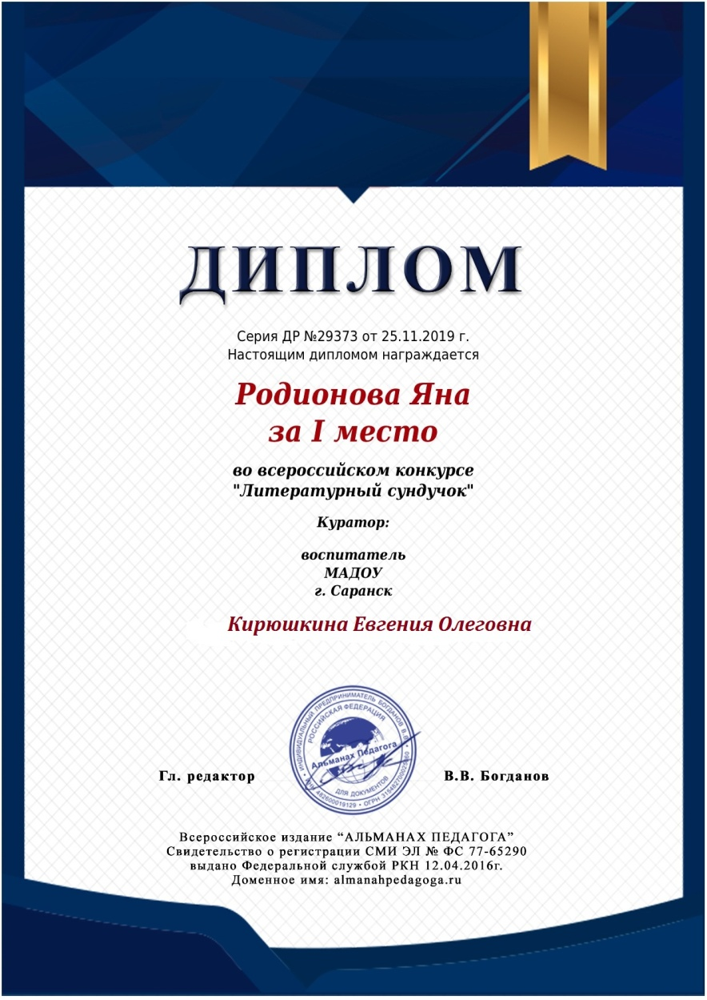 ДИПЛОМ
Серия ДР №29373 от 25.11.2019 г.
Настоящим дипломом награждается
Родионова Яна
за I место
во всероссийском конкурсе
"Литературный сундучок"
Куратор:
воспитатель
МАДОУ
г. Саранск
Кирюшкина Евгения Олеговна
ИНДИВИДУАЛЬНЫЙ ПРЕДПРИНИМАТЕЛЬ БОГДАНОВ В.В.
РОССИЙСКАЯ ФЕДЕРАЦИЯ
Альманах Педагога
ДЛЯ ДОКУМЕНТОВ
ИНН 482600019129 • ОГРН
Гл. редактор
В.В. Богданов
Всероссийское издание “АЛЬМАНАХ ПЕДАГОГА”
Свидетельство о регистрации СМИ ЭЛ № ФС 77-65290
выдано Федеральной службой РКН 12.04.2016г.
Доменное имя: almanahpedagoga.ru